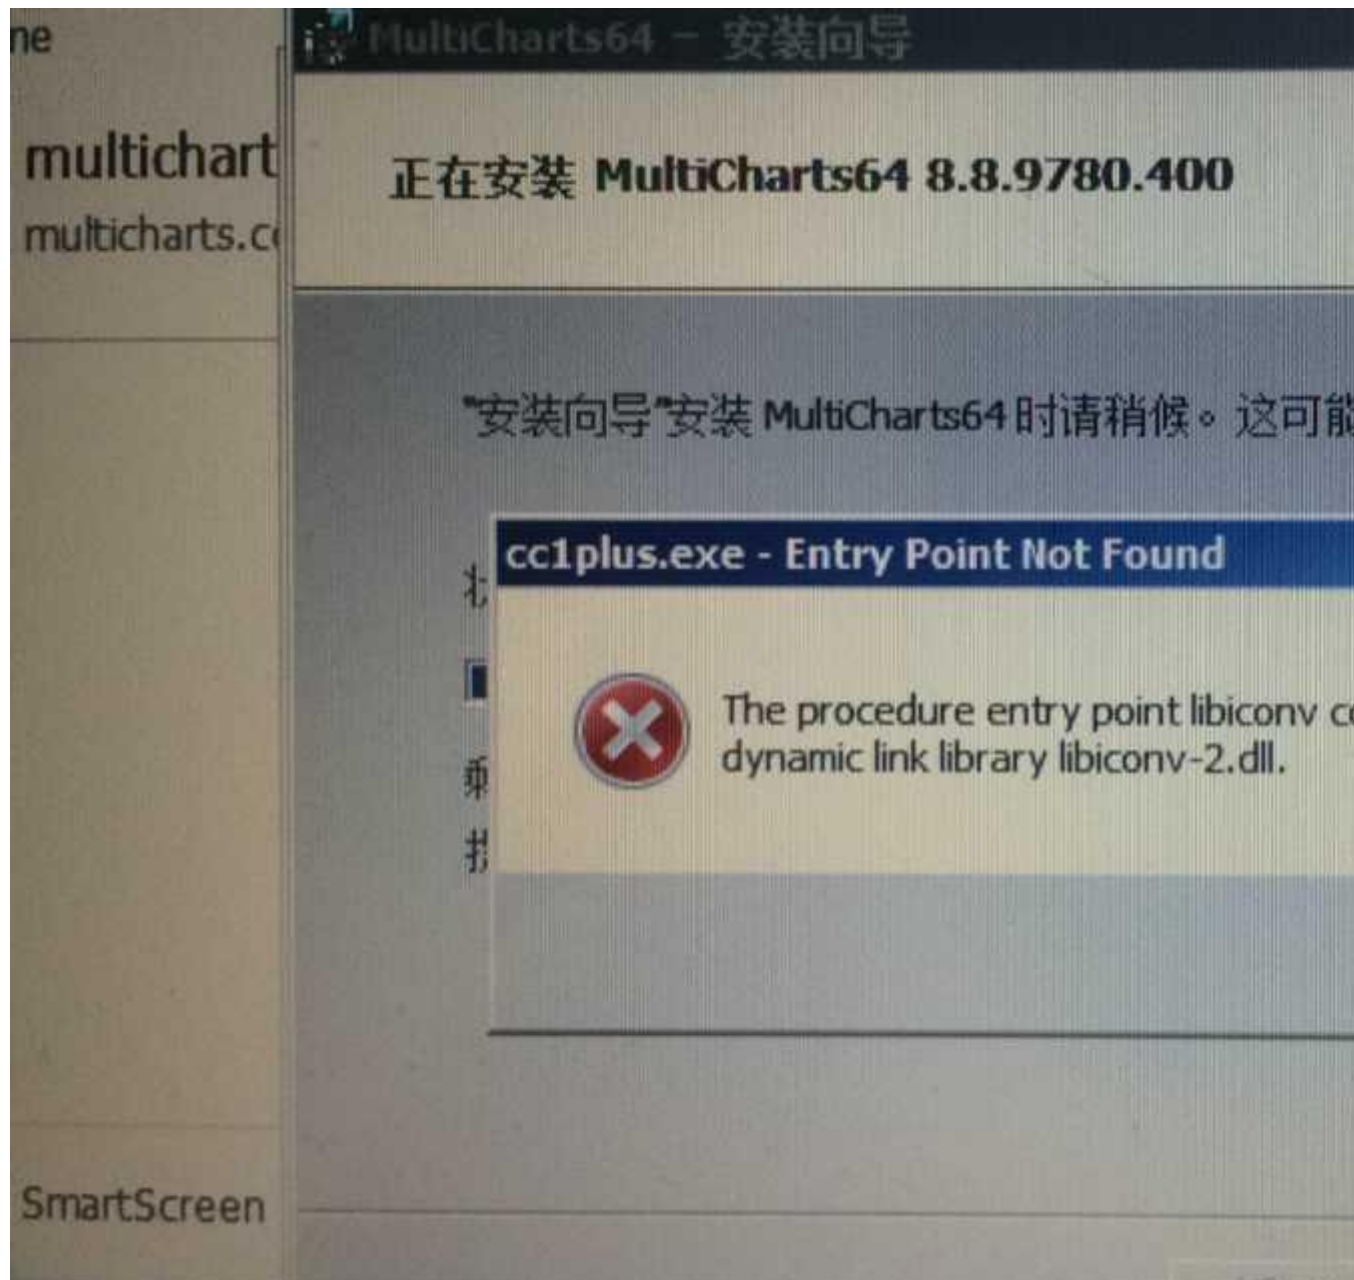 ne
multichart
multicharts.c
SmartScreen
MultiCharts64 - 安装向导
正在安装 MultiCharts64 8.8.9780.400
"安装向导"安装 MultiCharts64 时请稍候。这可能
cc1plus.exe - Entry Point Not Found
The procedure entry point libiconv c
dynamic link library libiconv-2.dll.